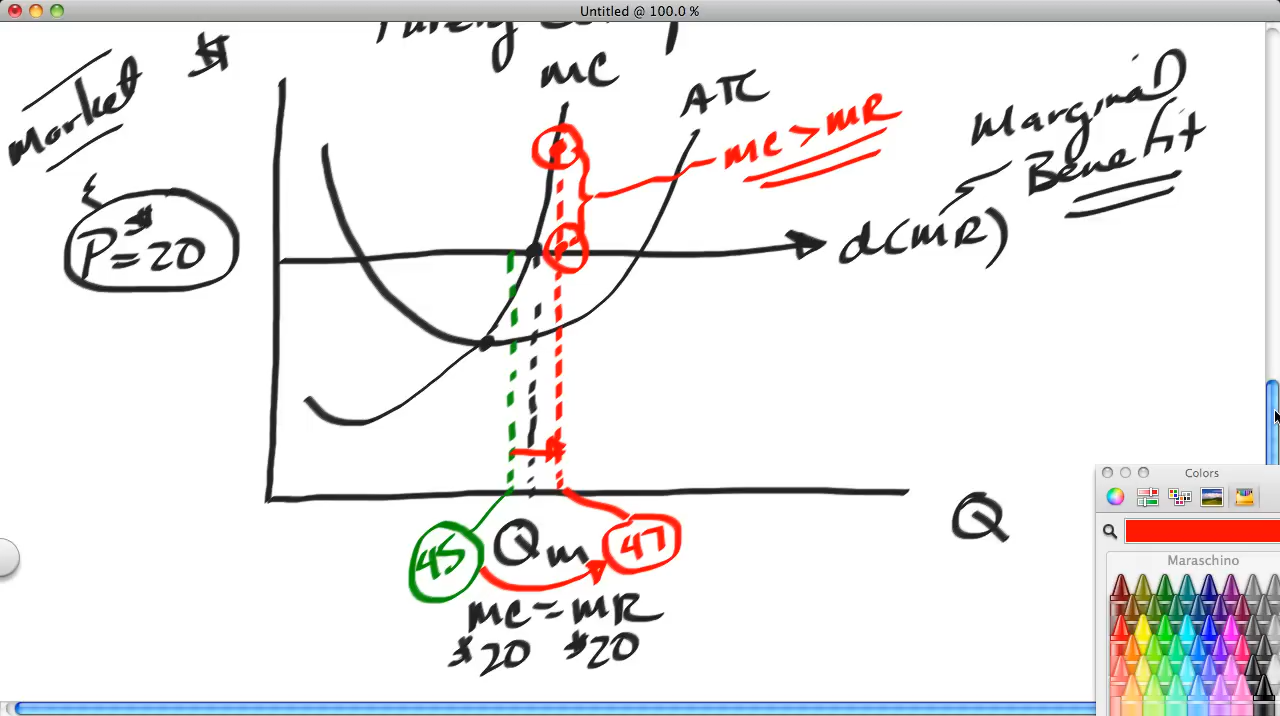 Untitled @ 100.0 %
Purely
Market
$
MC
ATC
MC > MR
Marginal
Benefit
P = $20
d(MR)
45
Qm
47
Q
MC = MR
$20 $20
Colors
Maraschino